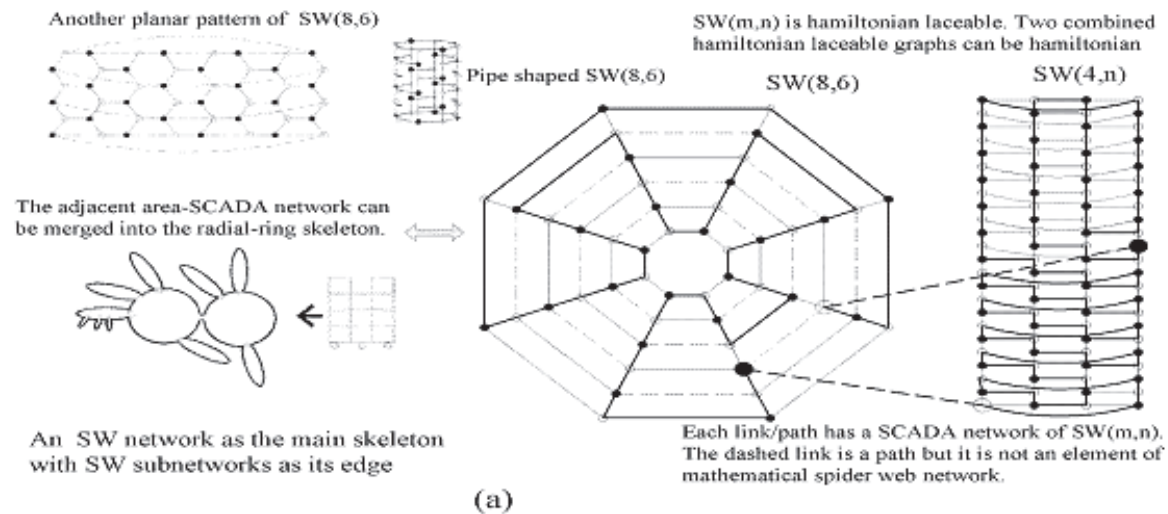 Another planar pattern of SW(8,6)
Pipe shaped SW(8,6)
SW(m,n) is hamiltonian laceable. Two combined
hamiltonian laceable graphs can be hamiltonian
SW(8,6)
SW(4,n)
The adjacent area-SCADA network can
be merged into the radial-ring skeleton.
An SW network as the main skeleton
with SW subnetworks as its edge
Each link/path has a SCADA network of SW(m,n).
The dashed link is a path but it is not an element of
mathematical spider web network.
(a)